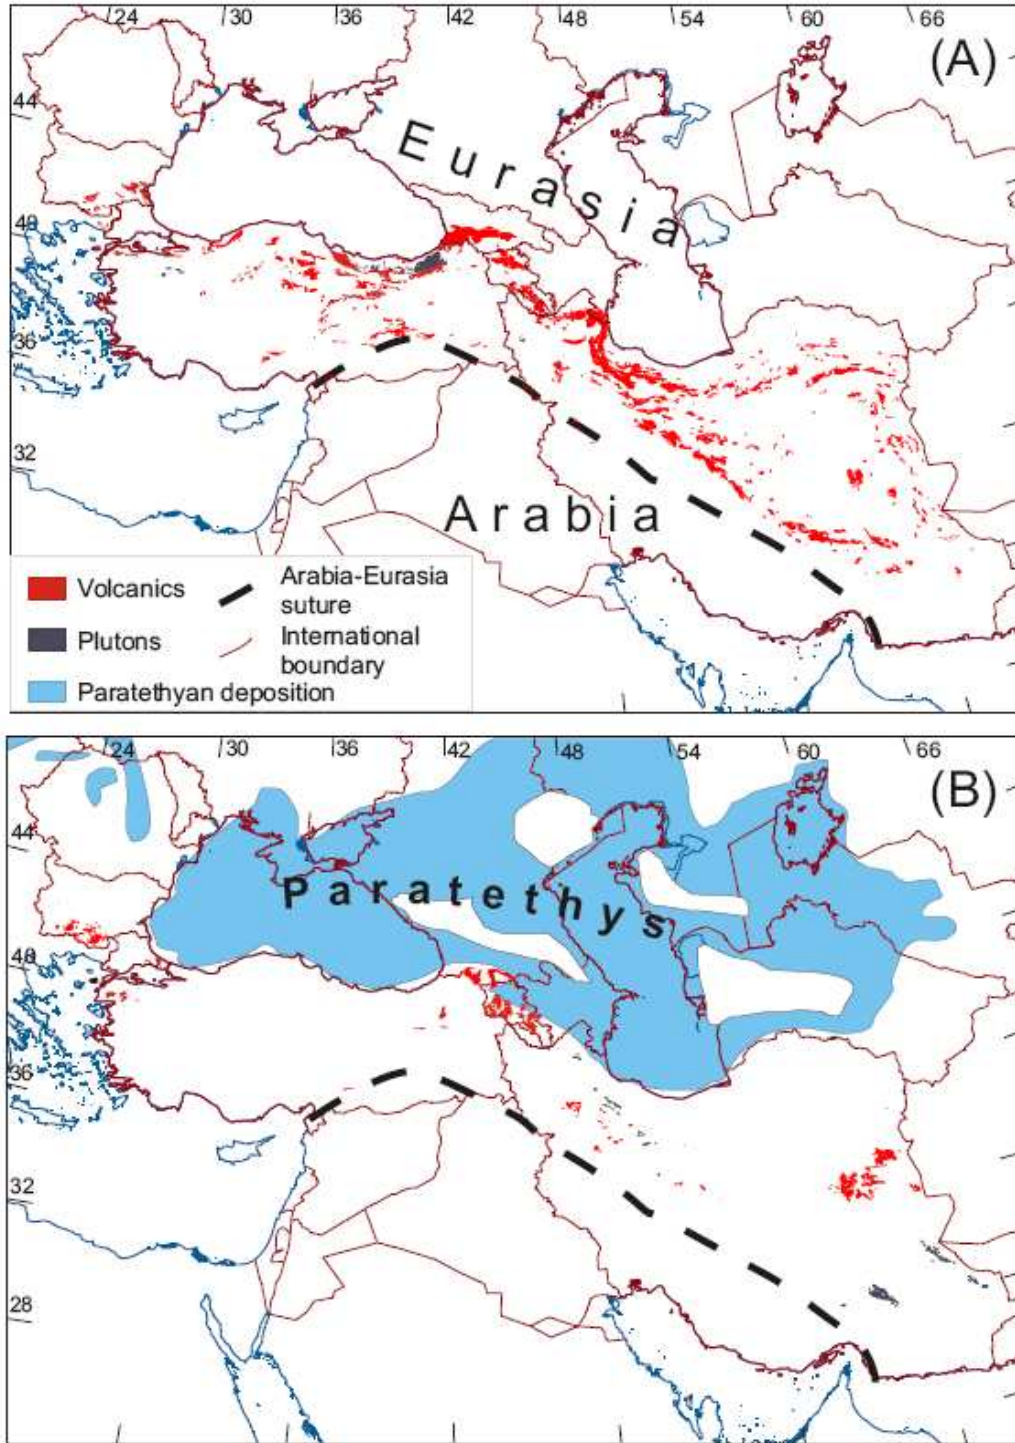 24 30 36 42 48 54 60 66
(A)
44
Eurasia
40
36
32
Arabia
Volcanics
Arabia-Eurasia
suture
Plutons
International
boundary
Paratethyan deposition
24 30 36 42 48 54 60 66
(B)
44
Paratethys
40
36
32
28